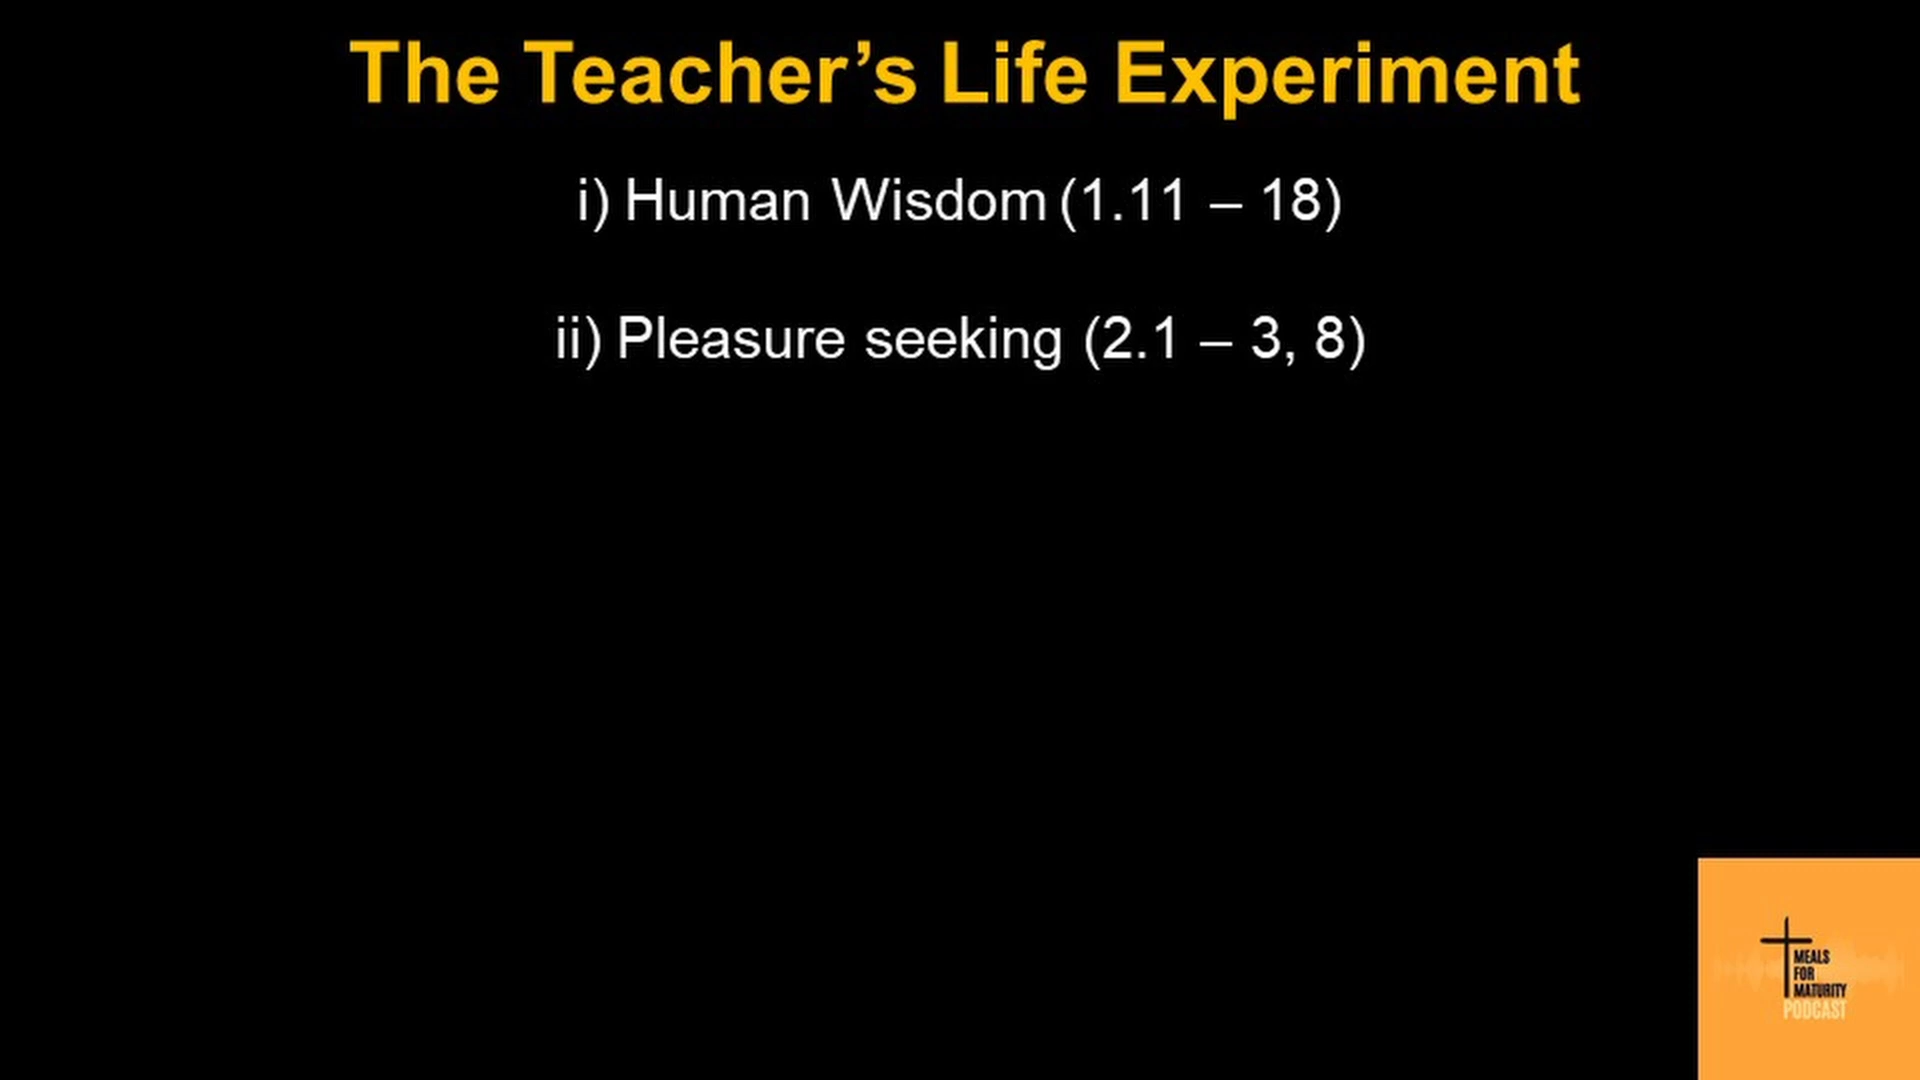 The Teacher’s Life Experiment
i) Human Wisdom (1.11 – 18)
ii) Pleasure seeking (2.1 – 3, 8)
MEALS
FOR
MATURITY
PODCAST